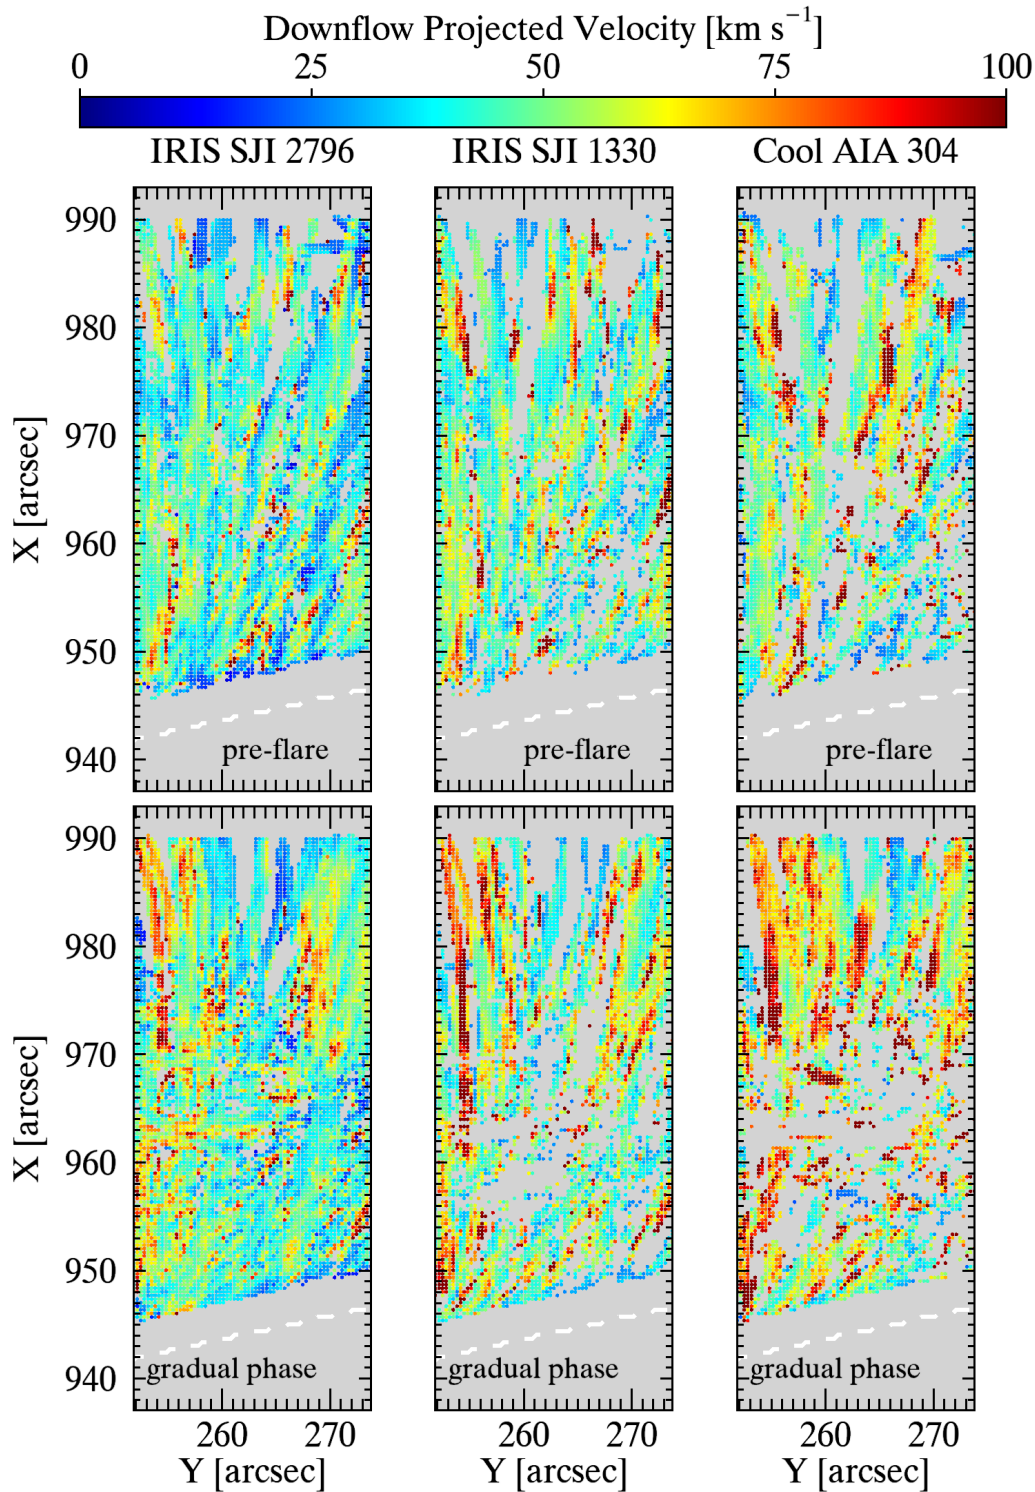 Downflow Projected Velocity [km s⁻¹]
0 25 50 75 100
IRIS SJI 2796 IRIS SJI 1330 Cool AIA 304
990
980
970
X [arcsec]
960
950
940
pre-flare pre-flare pre-flare
990
980
970
X [arcsec]
960
950
940
gradual phase gradual phase gradual phase
260 270 260 270 260 270
Y [arcsec] Y [arcsec] Y [arcsec]